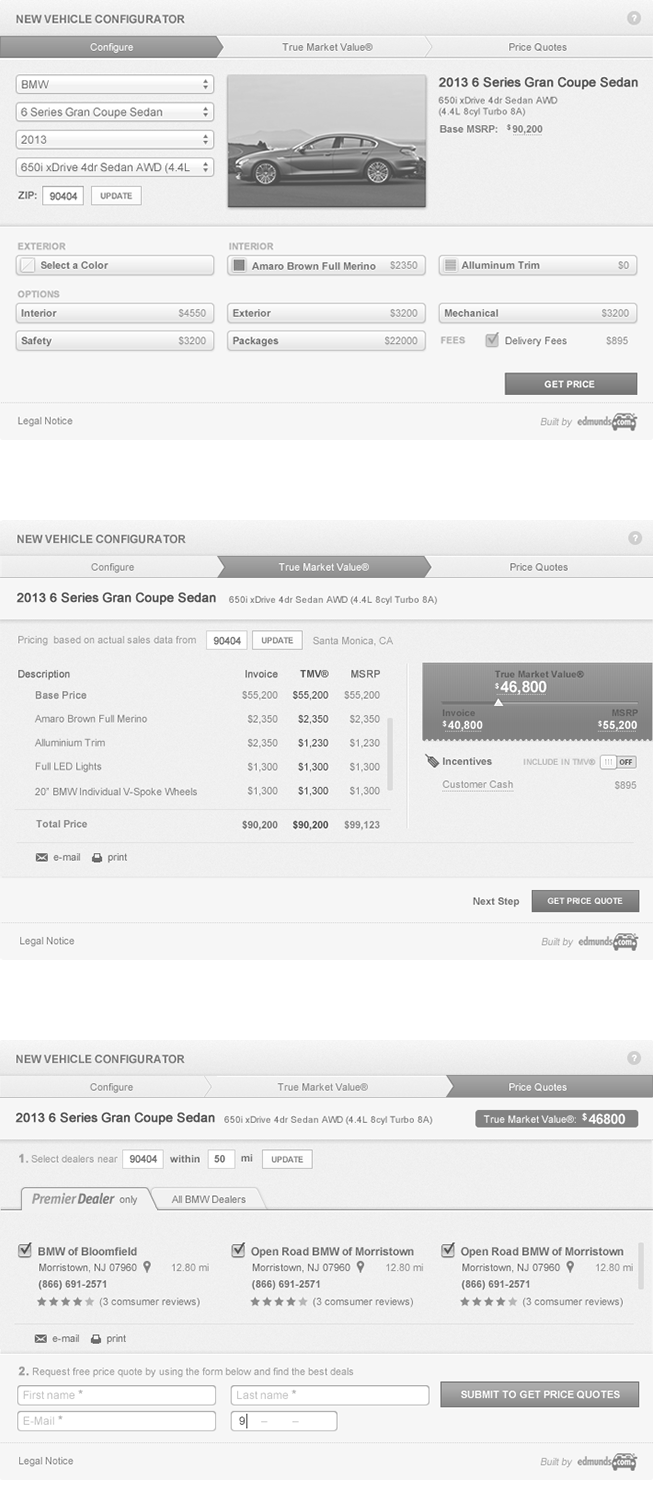 NEW VEHICLE CONFIGURATOR ?
Configure True Market Value® Price Quotes
BMW
6 Series Gran Coupe Sedan
2013
650i xDrive 4dr Sedan AWD (4.4L
ZIP: 90404 UPDATE
2013 6 Series Gran Coupe Sedan
650i xDrive 4dr Sedan AWD
(4.4L 8cyl Turbo 8A)
Base MSRP: $90,200
EXTERIOR INTERIOR
Select a Color Amaro Brown Full Merino $2350 Alluminum Trim $0
OPTIONS
Interior $4550 Exterior $3200 Mechanical $3200
Safety $3200 Packages $22000 FEES Delivery Fees $895
GET PRICE
Legal Notice Built by edmunds.com
NEW VEHICLE CONFIGURATOR ?
Configure True Market Value® Price Quotes
2013 6 Series Gran Coupe Sedan 650i xDrive 4dr Sedan AWD (4.4L 8cyl Turbo 8A)
Pricing based on actual sales data from 90404 UPDATE Santa Monica, CA
Description Invoice TMV® MSRP
Base Price $55,200 $55,200 $55,200
Amaro Brown Full Merino $2,350 $2,350 $2,350
Alluminium Trim $2,350 $1,230 $1,230
Full LED Lights $1,300 $1,300 $1,300
20" BMW Individual V-Spoke Wheels $1,300 $1,300 $1,300
Total Price $90,200 $90,200 $99,123
True Market Value®
$46,800
Invoice MSRP
$40,800 $55,200
Incentives INCLUDE IN TMV® OFF
Customer Cash $895
e-mail print
Next Step GET PRICE QUOTE
Legal Notice Built by edmunds.com
NEW VEHICLE CONFIGURATOR ?
Configure True Market Value® Price Quotes
2013 6 Series Gran Coupe Sedan 650i xDrive 4dr Sedan AWD (4.4L 8cyl Turbo 8A) True Market Value®: $46800
1. Select dealers near 90404 within 50 mi UPDATE
Premier Dealer only All BMW Dealers
BMW of Bloomfield Open Road BMW of Morristown Open Road BMW of Morristown
Morristown, NJ 07960 12.80 mi Morristown, NJ 07960 12.80 mi Morristown, NJ 07960 12.80 mi
(866) 691-2571 (866) 691-2571 (866) 691-2571
(3 comsumer reviews) (3 comsumer reviews) (3 comsumer reviews)
e-mail print
2. Request free price quote by using the form below and find the best deals
First name * Last name * SUBMIT TO GET PRICE QUOTES
E-Mail * 9 – –
Legal Notice Built by edmunds.com